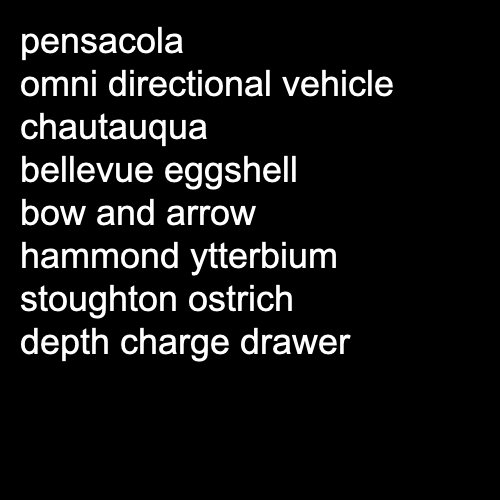 pensacola
omni directional vehicle
chautauqua
bellevue eggshell
bow and arrow
hammond ytterbium
stoughton ostrich
depth charge drawer